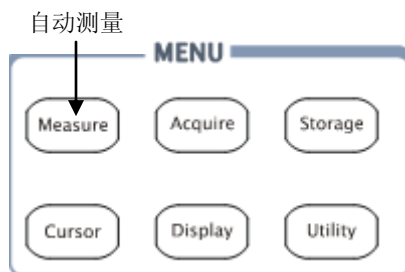 自动测量
MENU
Measure Acquire Storage
Cursor Display Utility